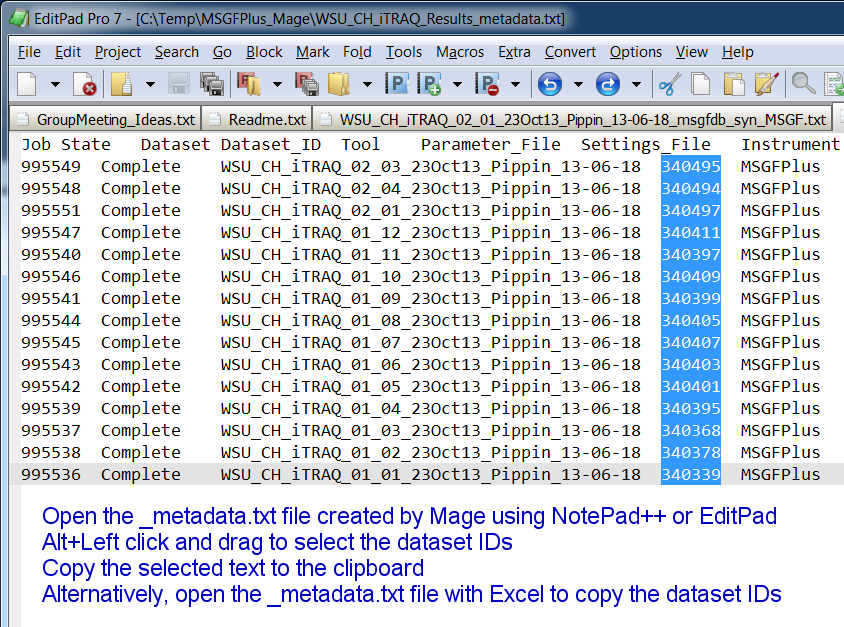 EditPad Pro 7 - [C:\Temp\MSGFPlus_Mage\WSU_CH_iTRAQ_Results_metadata.txt]
File Edit Project Search Go Block Mark Fold Tools Macros Extra Convert Options View Help
GroupMeeting_Ideas.txt Readme.txt WSU_CH_iTRAQ_02_01_23Oct13_Pippin_13-06-18_msgfdb_syn_MSGF.txt
Job State Dataset Dataset_ID Tool Parameter_File Settings_File Instrument
995549 Complete WSU_CH_iTRAQ_02_03_23Oct13_Pippin_13-06-18 340495 MSGFPlus
995548 Complete WSU_CH_iTRAQ_02_04_23Oct13_Pippin_13-06-18 340494 MSGFPlus
995551 Complete WSU_CH_iTRAQ_02_01_23Oct13_Pippin_13-06-18 340497 MSGFPlus
995547 Complete WSU_CH_iTRAQ_01_12_23Oct13_Pippin_13-06-18 340411 MSGFPlus
995540 Complete WSU_CH_iTRAQ_01_11_23Oct13_Pippin_13-06-18 340397 MSGFPlus
995546 Complete WSU_CH_iTRAQ_01_10_23Oct13_Pippin_13-06-18 340409 MSGFPlus
995541 Complete WSU_CH_iTRAQ_01_09_23Oct13_Pippin_13-06-18 340399 MSGFPlus
995544 Complete WSU_CH_iTRAQ_01_08_23Oct13_Pippin_13-06-18 340405 MSGFPlus
995545 Complete WSU_CH_iTRAQ_01_07_23Oct13_Pippin_13-06-18 340407 MSGFPlus
995543 Complete WSU_CH_iTRAQ_01_06_23Oct13_Pippin_13-06-18 340403 MSGFPlus
995542 Complete WSU_CH_iTRAQ_01_05_23Oct13_Pippin_13-06-18 340401 MSGFPlus
995539 Complete WSU_CH_iTRAQ_01_04_23Oct13_Pippin_13-06-18 340395 MSGFPlus
995537 Complete WSU_CH_iTRAQ_01_03_23Oct13_Pippin_13-06-18 340368 MSGFPlus
995538 Complete WSU_CH_iTRAQ_01_02_23Oct13_Pippin_13-06-18 340378 MSGFPlus
995536 Complete WSU_CH_iTRAQ_01_01_23Oct13_Pippin_13-06-18 340339 MSGFPlus
Open the _metadata.txt file created by Mage using NotePad++ or EditPad
Alt+Left click and drag to select the dataset IDs
Copy the selected text to the clipboard
Alternatively, open the _metadata.txt file with Excel to copy the dataset IDs